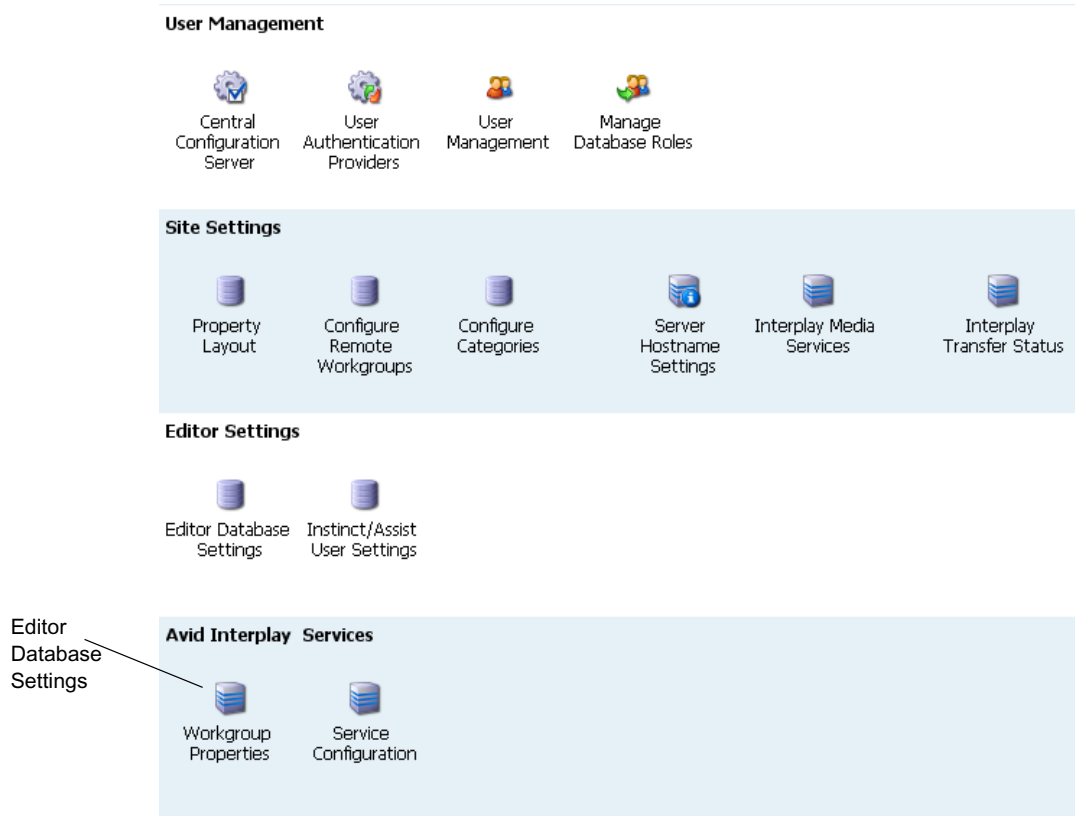 User Management
Central
Configuration
Server
User
Authentication
Providers
User
Management
Manage
Database Roles
Site Settings
Property
Layout
Configure
Remote
Workgroups
Configure
Categories
Server
Hostname
Settings
Interplay Media
Services
Interplay
Transfer Status
Editor Settings
Editor Database
Settings
Instinct/Assist
User Settings
Editor
Database
Settings
Avid Interplay Services
Workgroup
Properties
Service
Configuration